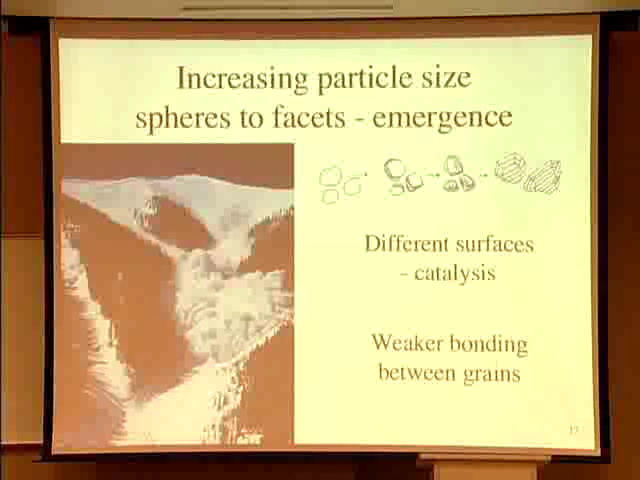 Increasing particle size
spheres to facets - emergence
Different surfaces
- catalysis
Weaker bonding
between grains